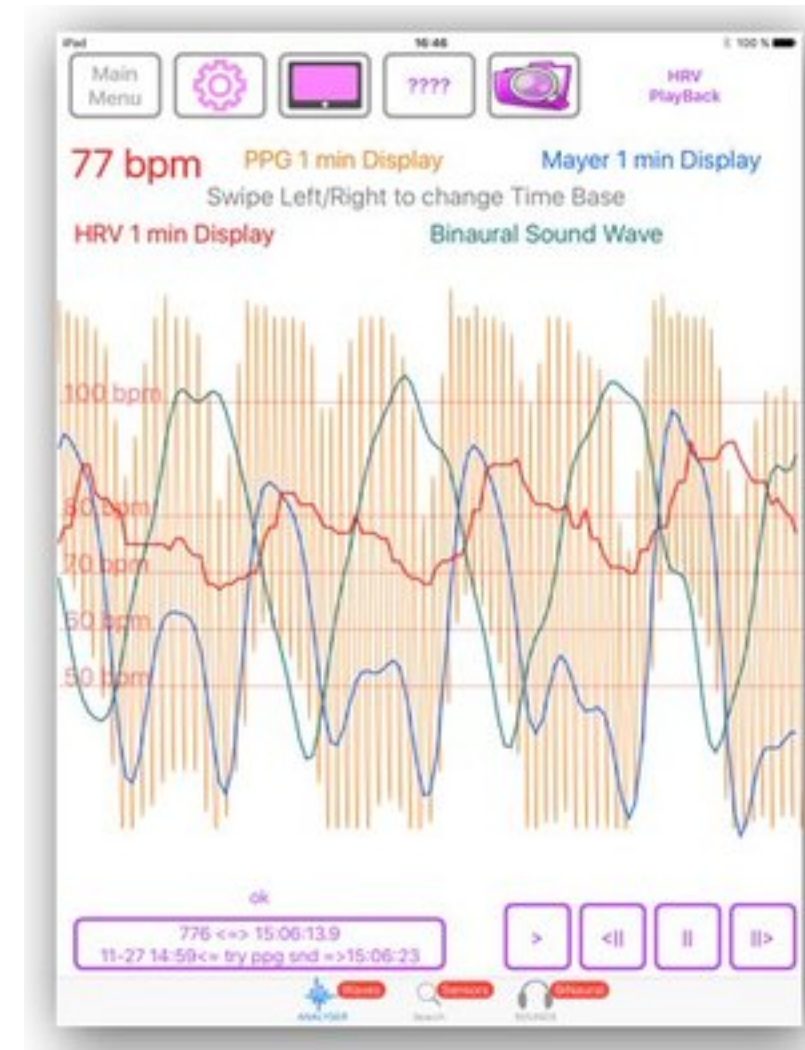 iPad 16:46 100 %
Main
Menu
????
HRV
PlayBack
77 bpm PPG 1 min Display Mayer 1 min Display
Swipe Left/Right to change Time Base
HRV 1 min Display Binaural Sound Wave
100 bpm
80 bpm
70 bpm
60 bpm
50 bpm
ok
776 <=> 15:06:13.9
11-27 14:59<= try ppg snd =>15:06:23
> <|| || ||>
Waves Sensors BiNaural
ANALYSER Search SOUNDS